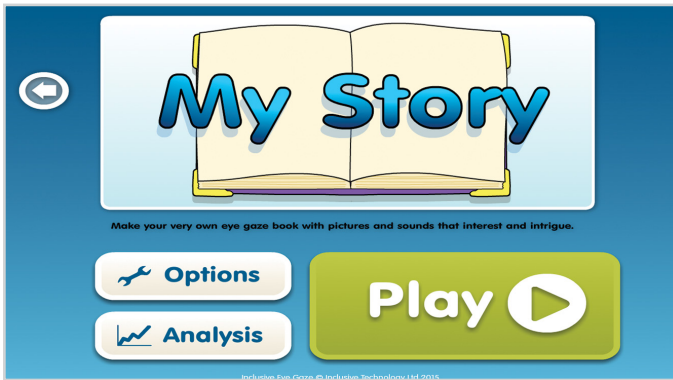 My Story
Make your very own eye gaze book with pictures and sounds that interest and intrigue.
Options
Play
Analysis
Inclusive Eye Gaze © Inclusive Technology Ltd 2015